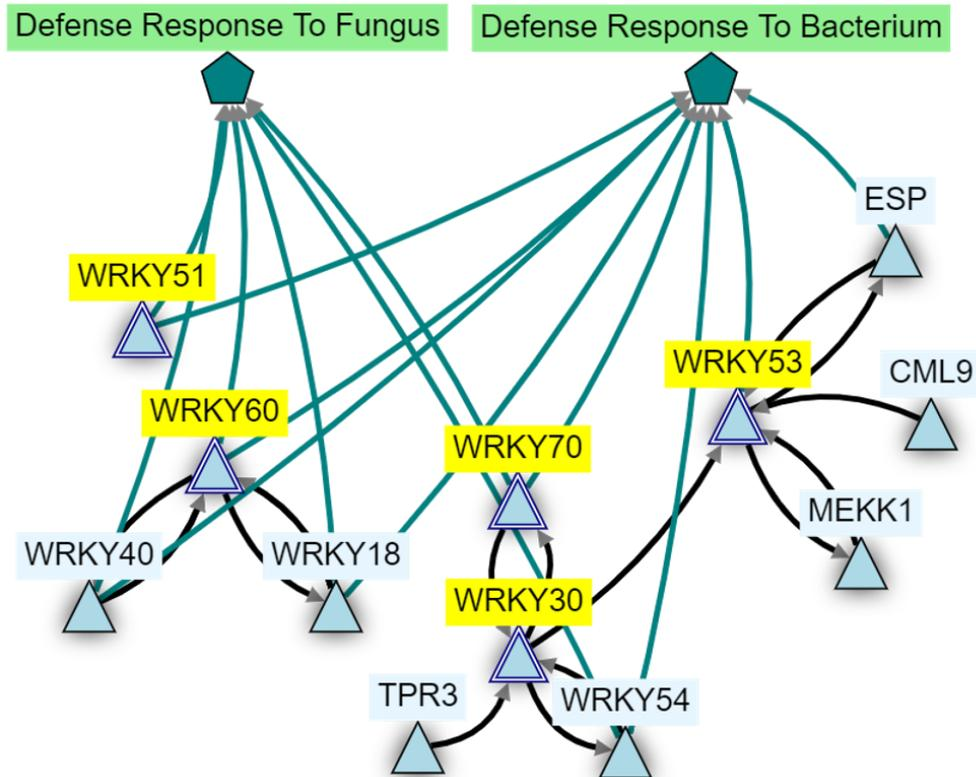 Defense Response To Fungus
Defense Response To Bacterium
ESP
WRKY51
WRKY53
CML9
WRKY60
WRKY70
MEKK1
WRKY40
WRKY18
WRKY30
TPR3
WRKY54